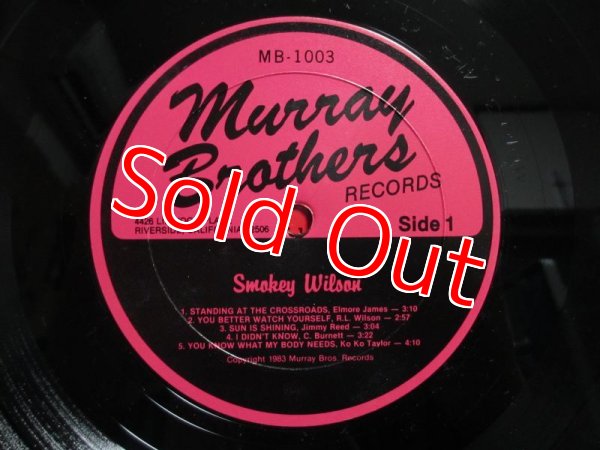 MB-1003
Murray
Brothers
RECORDS
4426
RIVERSIDE, CALIFORNIA
Side 1
Sold Out
Smokey Wilson
1. STANDING AT THE CROSSROADS, Elmore James — 3:10
2. YOU BETTER WATCH YOURSELF, R.L. Wilson — 2:57
3. SUN IS SHINING, Jimmy Reed — 3:04
4. I DIDN'T KNOW, C. Burnett — 3:22
5. YOU KNOW WHAT MY BODY NEEDS, Ko Ko Taylor — 4:10
Copyright 1983 Murray Bros. Records